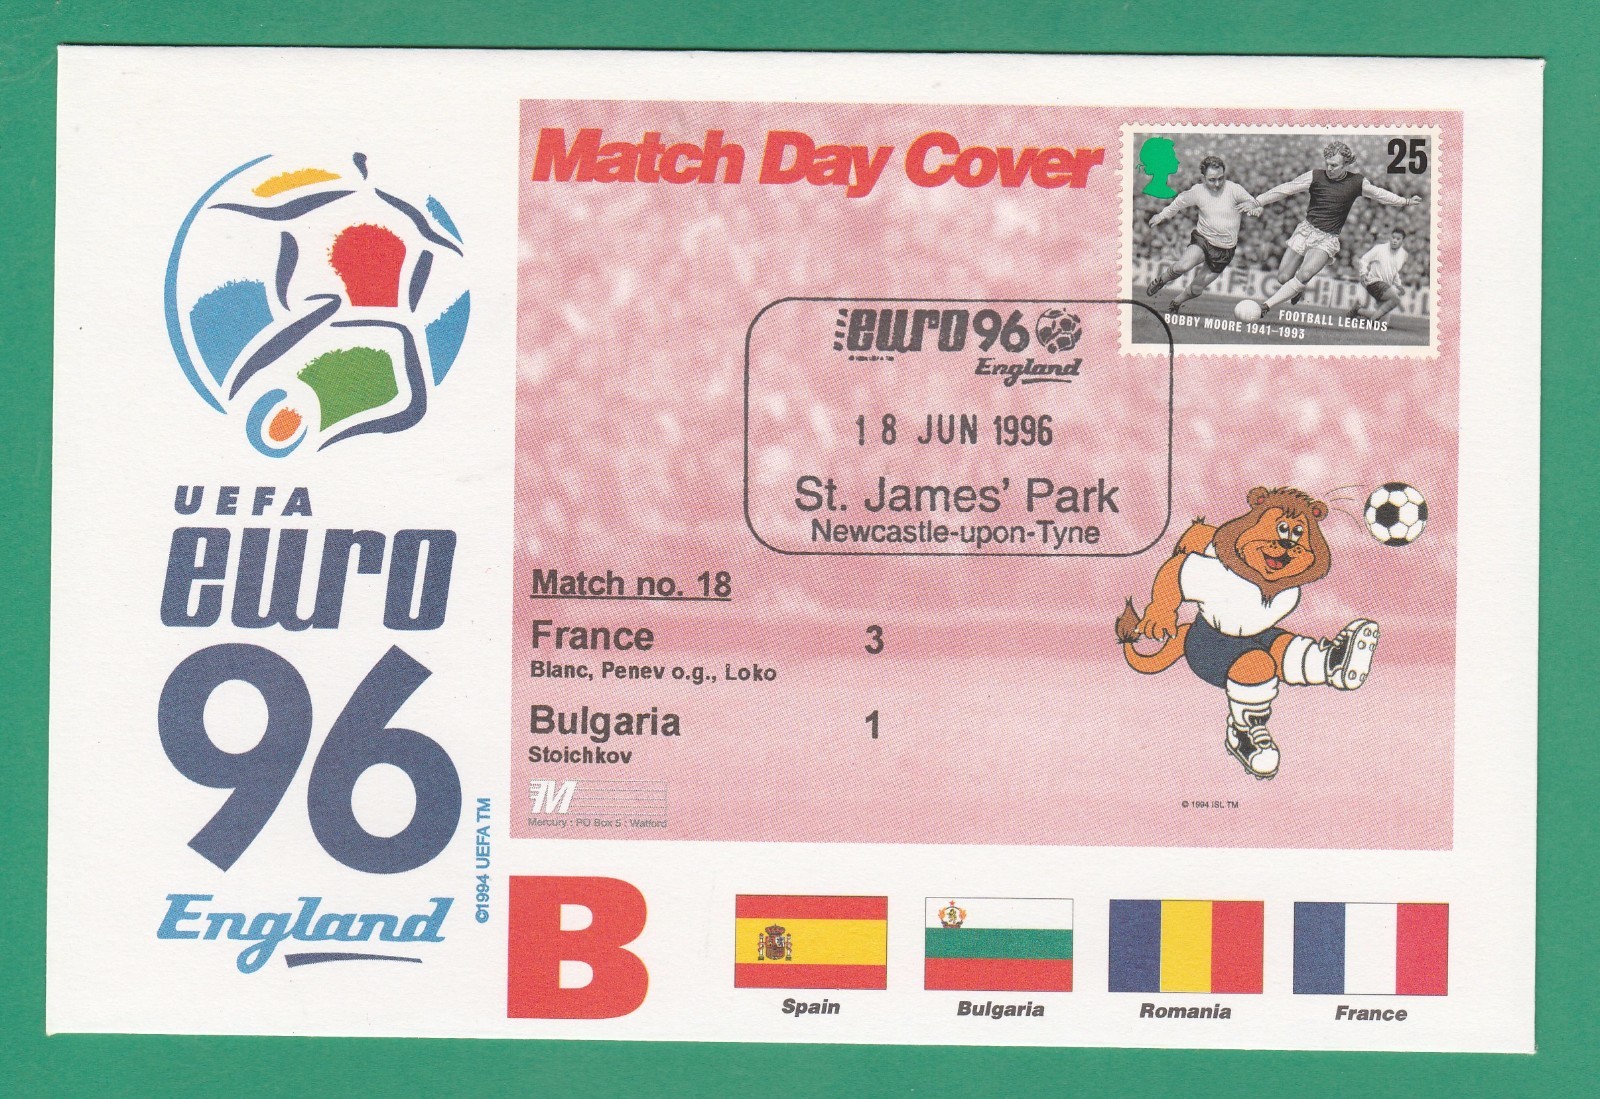 UEFA
euro
96
England
©1994 UEFA TM
Match Day Cover
25
BOBBY MOORE 1941–1993
FOOTBALL LEGENDS
euro 96
England
18 JUN 1996
St. James' Park
Newcastle-upon-Tyne
Match no. 18
France 3
Blanc, Penev o.g., Loko
Bulgaria 1
Stoichkov
M
Mercury : PO Box 5 : Watford
© 1994 ISL TM
B
Spain
Bulgaria
Romania
France